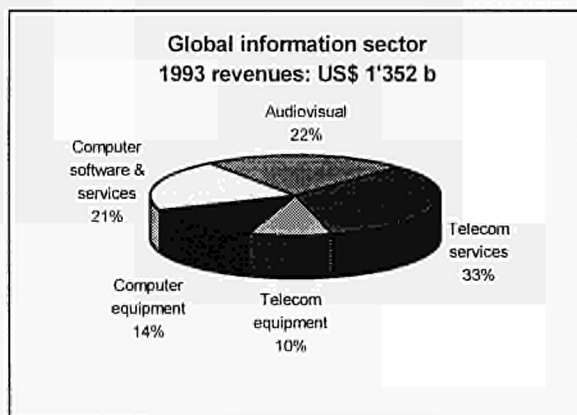 Global information sector
1993 revenues: US$ 1'352 b
Audiovisual
22%
Computer
software &
services
21%
Telecom
services
33%
Computer
equipment
14%
Telecom
equipment
10%